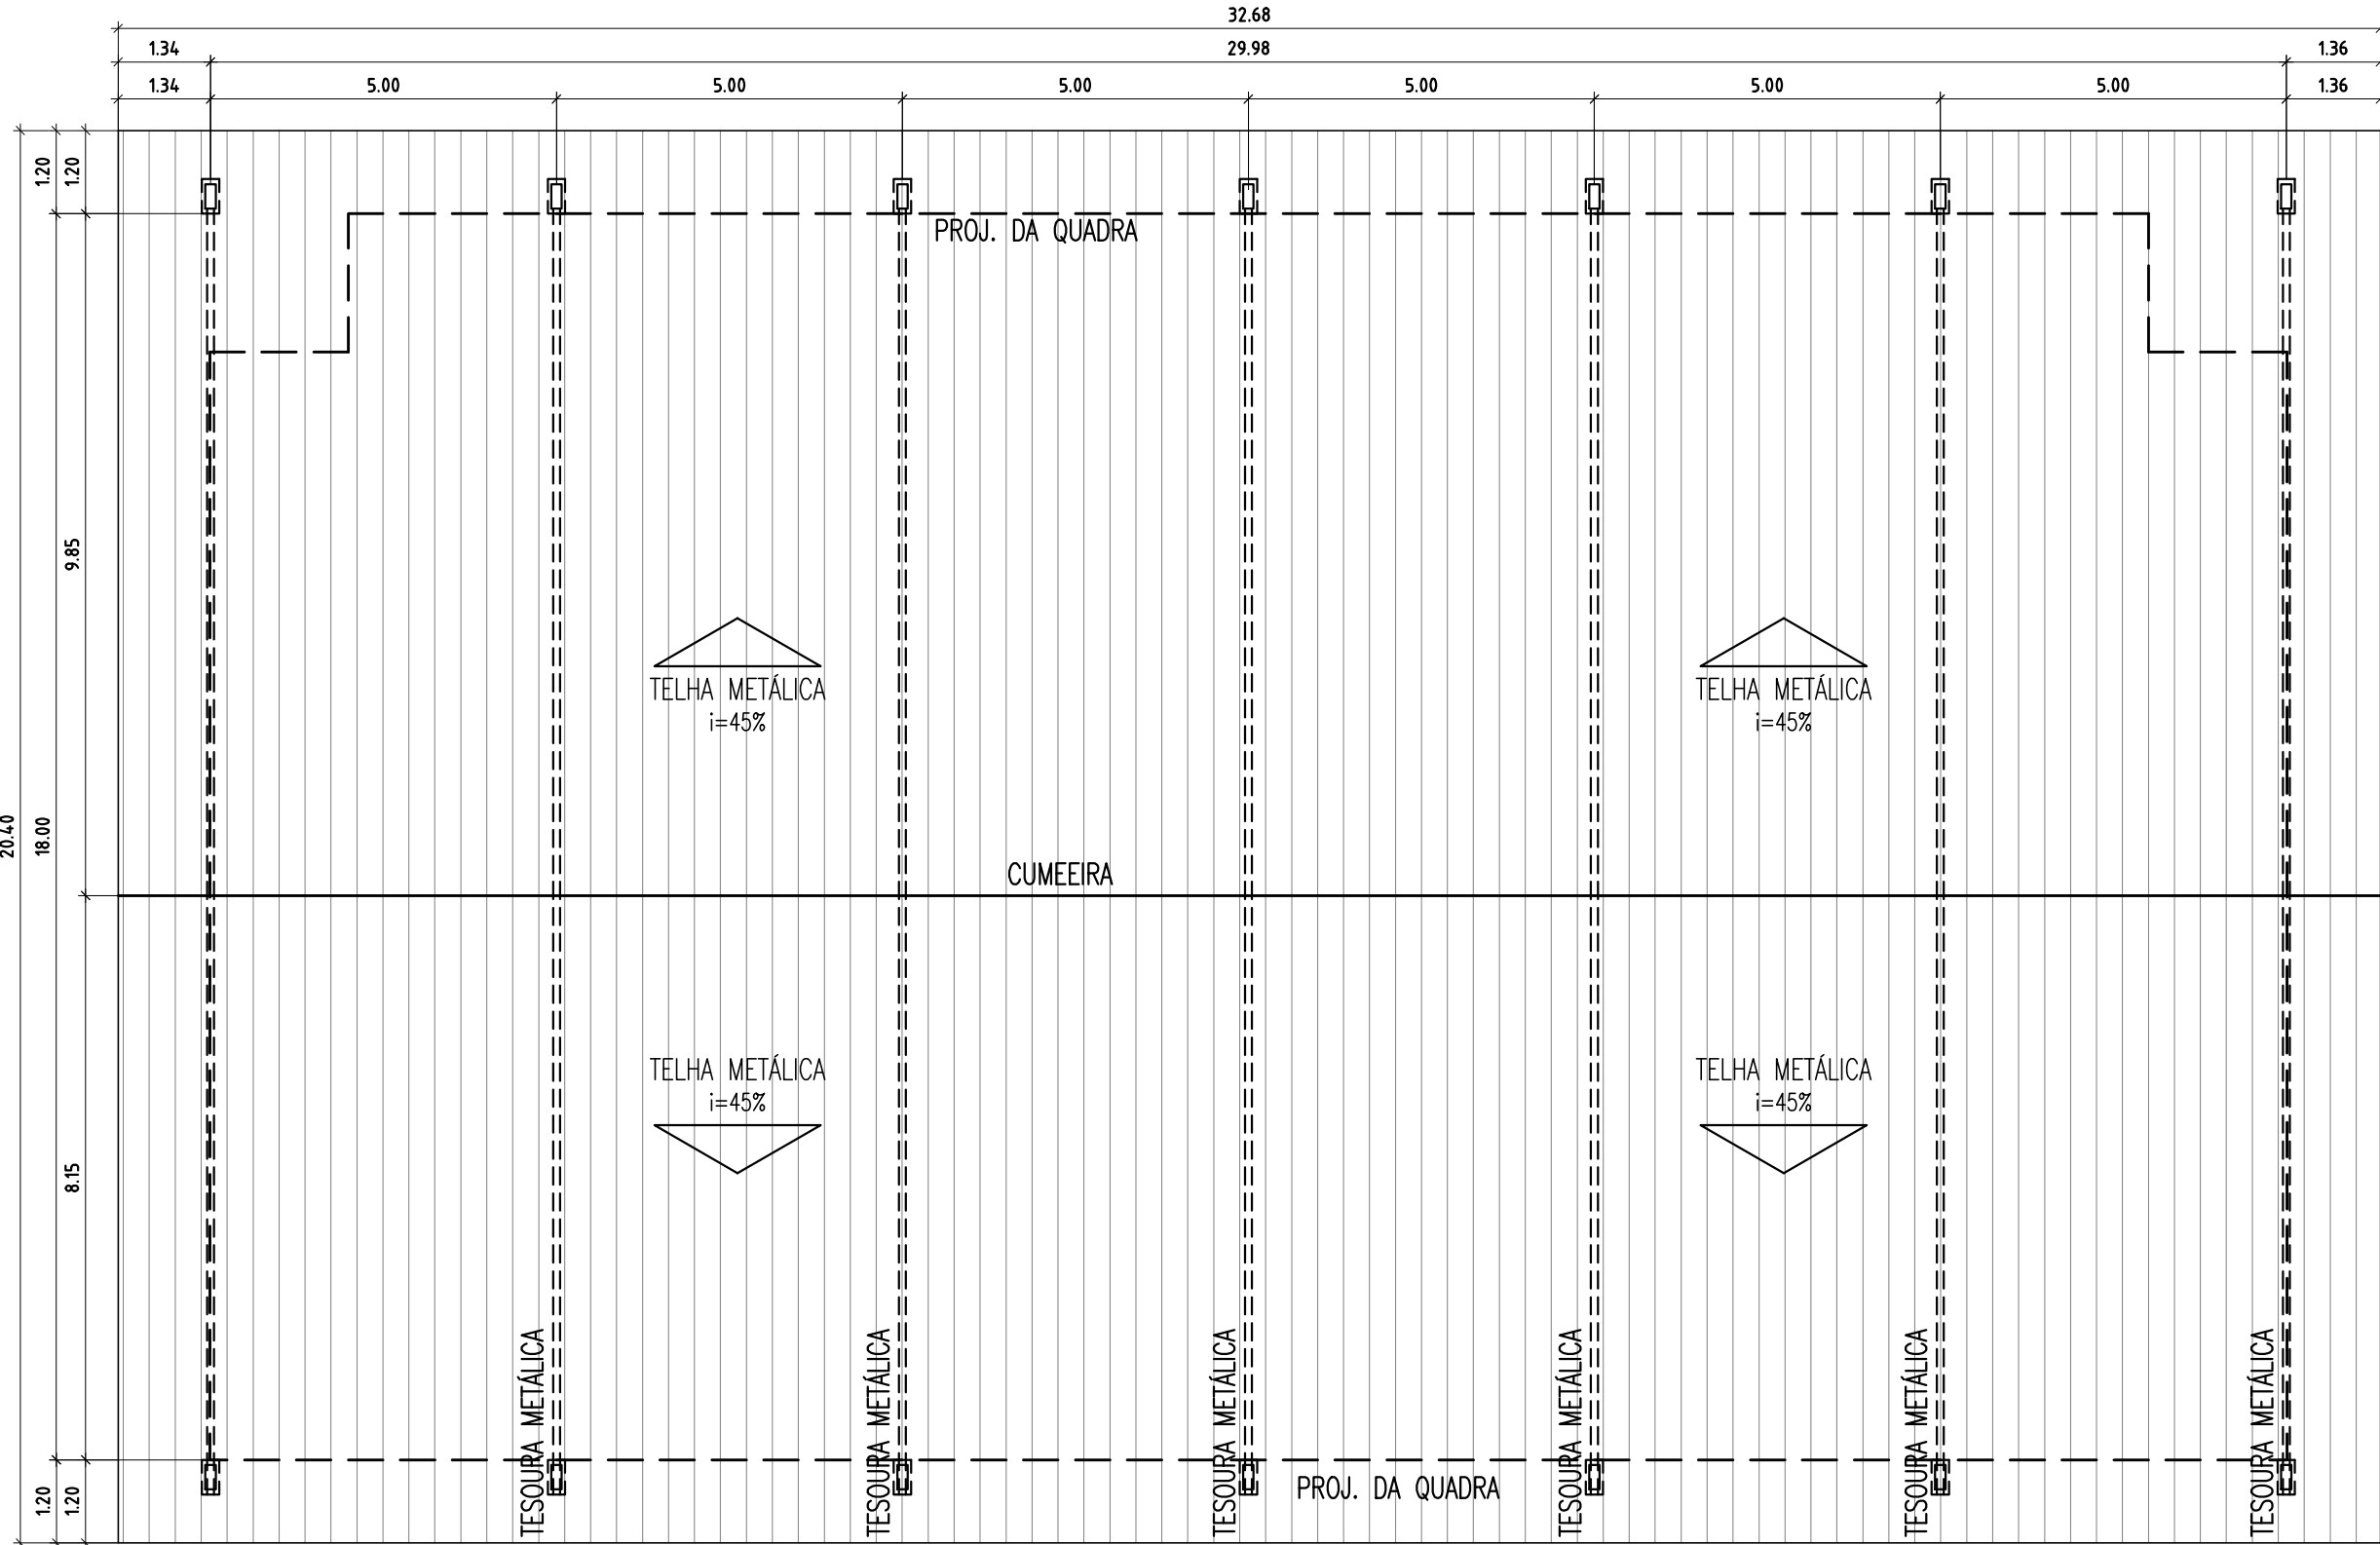 32.68
1.34
29.98
1.36
1.34
5.00
5.00
5.00
5.00
5.00
5.00
1.36
1.20
1.20
PROJ. DA QUADRA
9.85
TELHA METÁLICA
i=45%
TELHA METÁLICA
i=45%
20.40
18.00
CUMEEIRA
TELHA METÁLICA
i=45%
TELHA METÁLICA
i=45%
8.15
TESOURA METÁLICA
TESOURA METÁLICA
TESOURA METÁLICA
TESOURA METÁLICA
TESOURA METÁLICA
TESOURA METÁLICA
PROJ. DA QUADRA
1.20
1.20